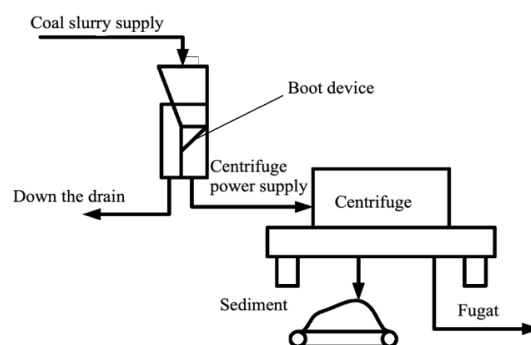 Coal slurry supply
Boot device
Centrifuge
power supply
Down the drain
Centrifuge
Sediment
Fugat